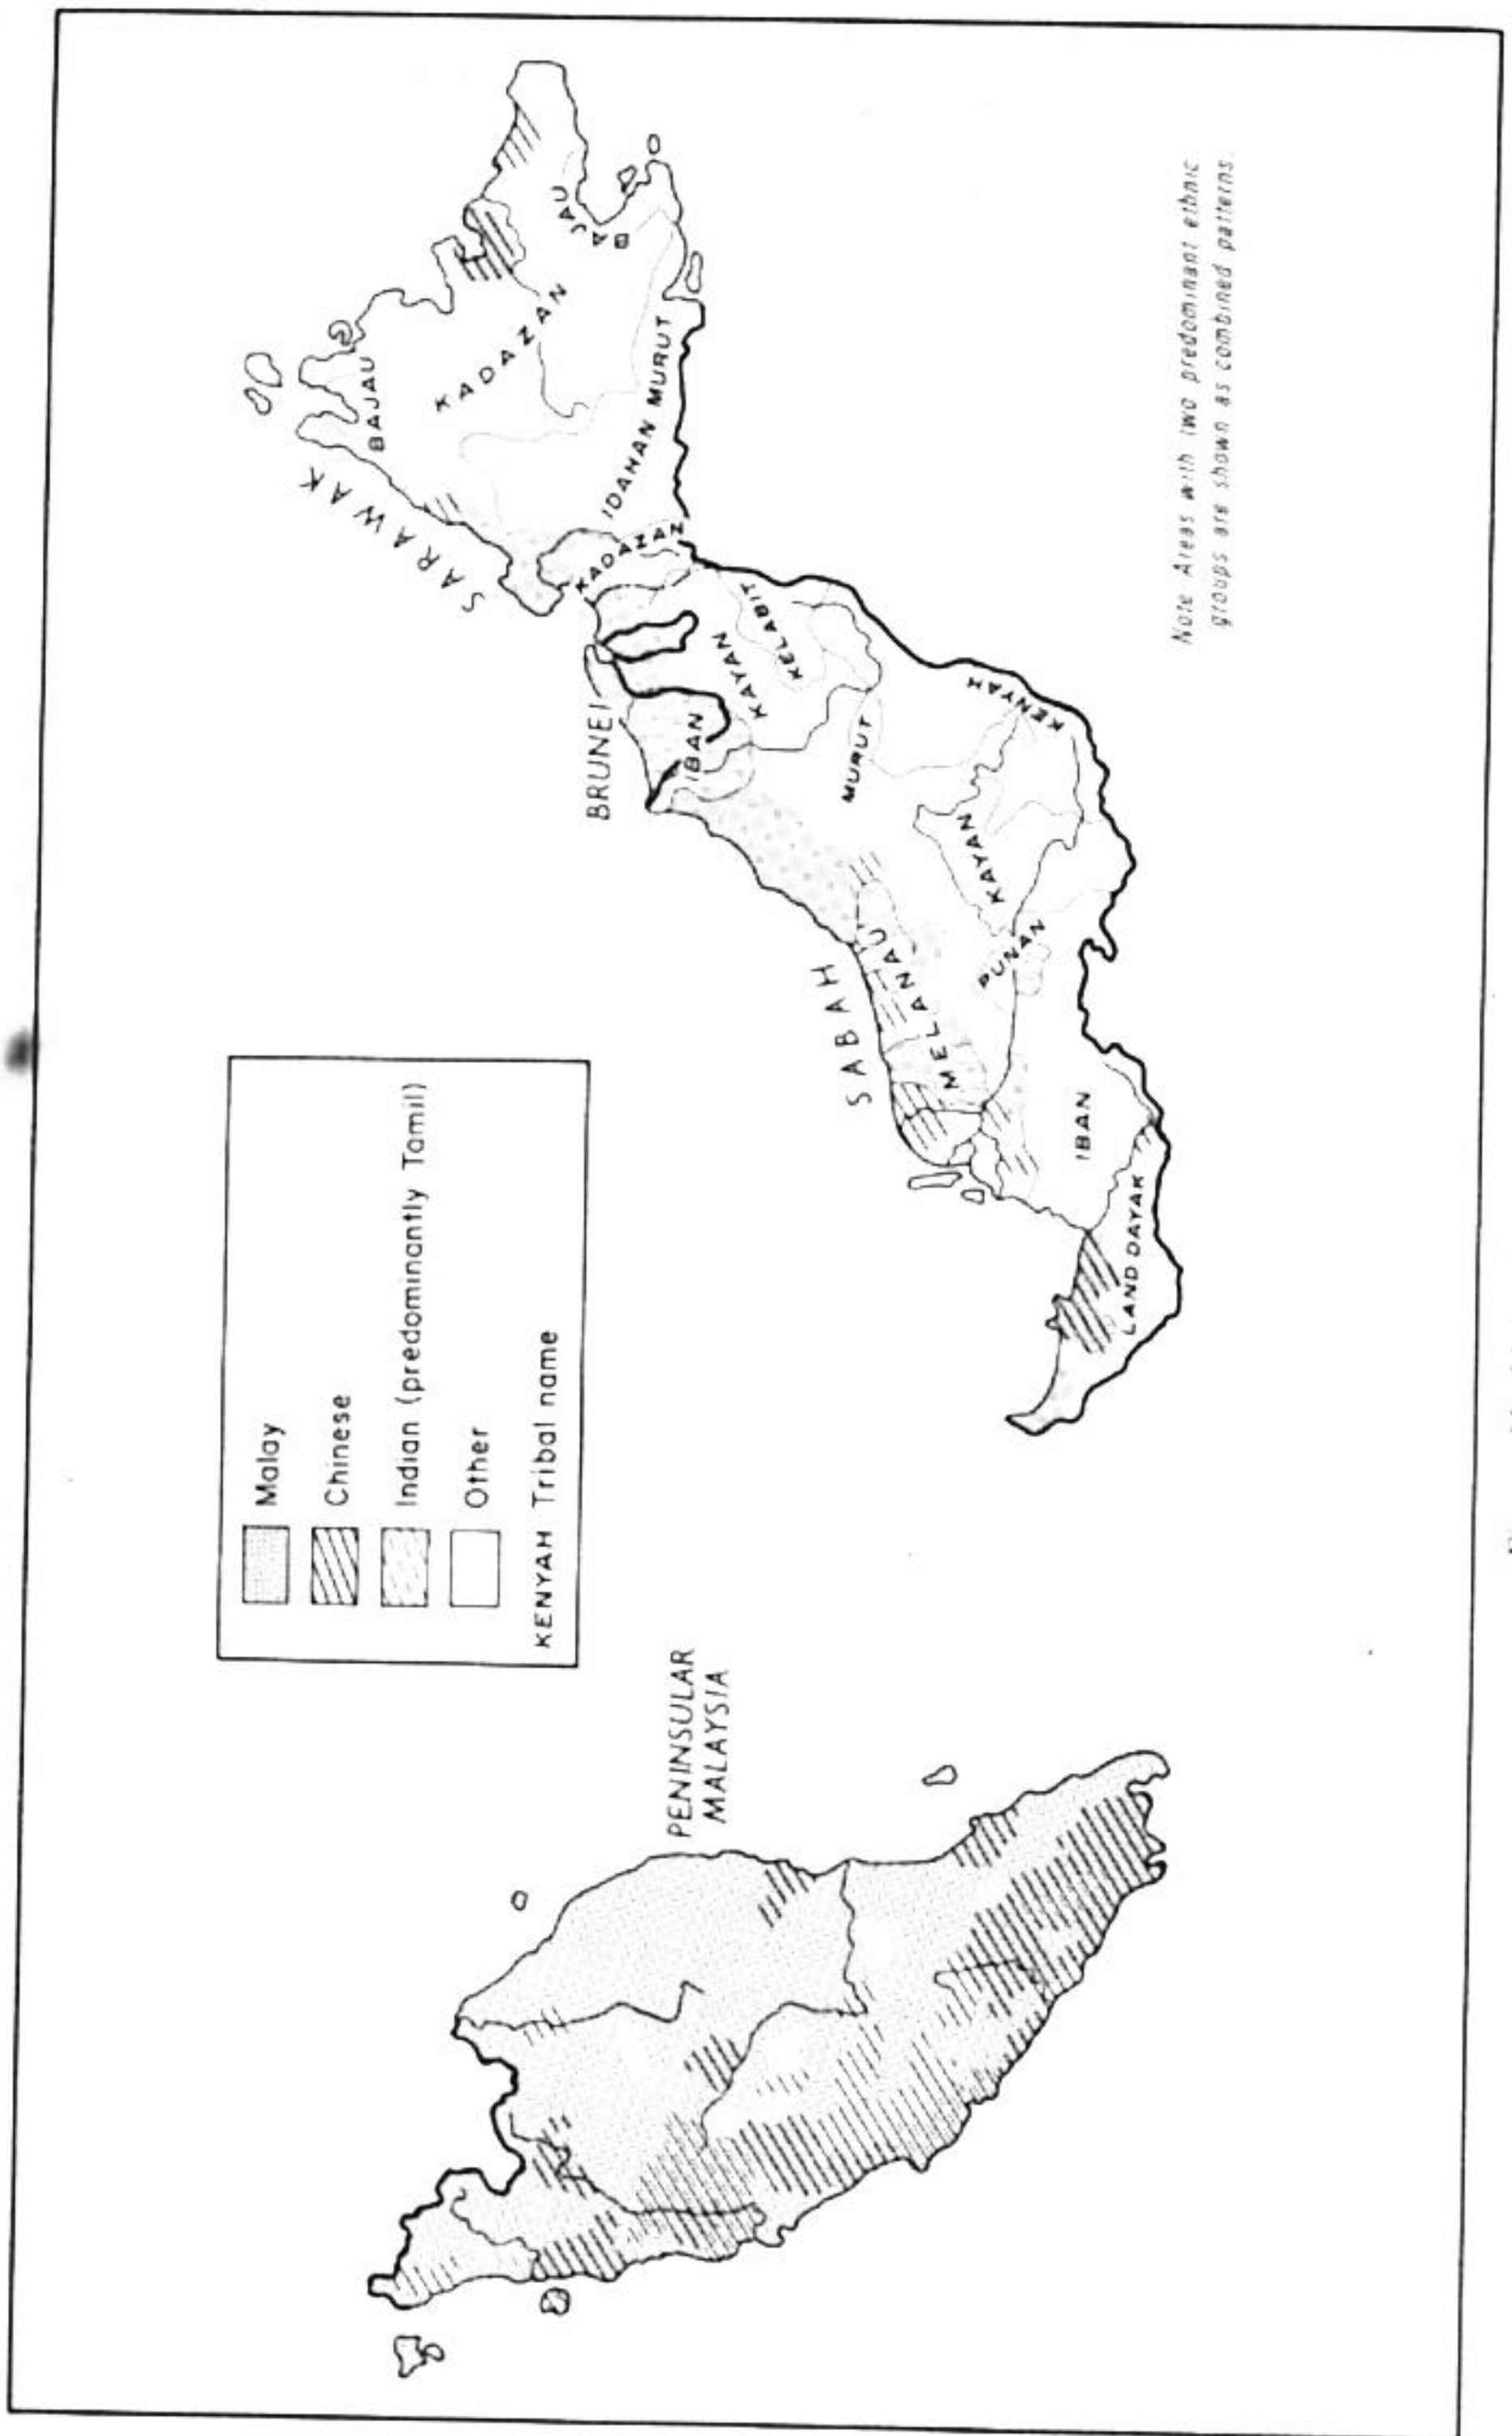 Malay
Chinese
Indian (predominantly Tamil)
Other
KENYAH Tribal name
PENINSULAR
MALAYSIA
SARAWAK
BRUNEI
SABAH
BAJAU
KADAZAN
BAJAU
IDAHAN MURUT
KADAZAN
KELABIT
KAYAN
IBAN
MURUT
KENYAH
KAYAN
MELANAU
PUNAN
IBAN
LAND DAYAK
Note Areas with two predominant ethnic
groups are shown as combined patterns.